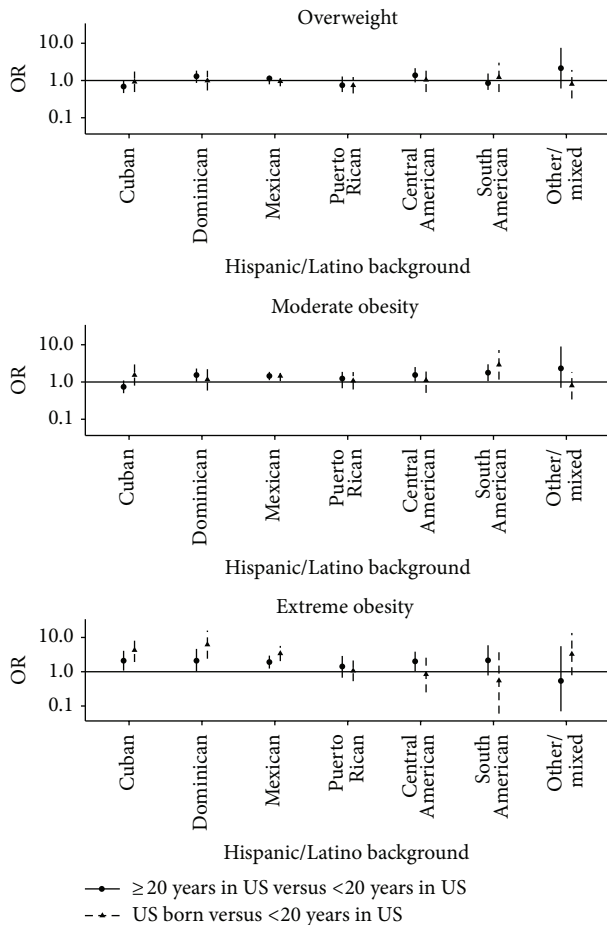 Overweight
OR
10.0
1.0
0.1
Cuban
Dominican
Mexican
Puerto
Rican
Central
American
South
American
Other/
mixed
Hispanic/Latino background
Moderate obesity
OR
10.0
1.0
0.1
Cuban
Dominican
Mexican
Puerto
Rican
Central
American
South
American
Other/
mixed
Hispanic/Latino background
Extreme obesity
OR
10.0
1.0
0.1
Cuban
Dominican
Mexican
Puerto
Rican
Central
American
South
American
Other/
mixed
Hispanic/Latino background
≥20 years in US versus <20 years in US
US born versus <20 years in US